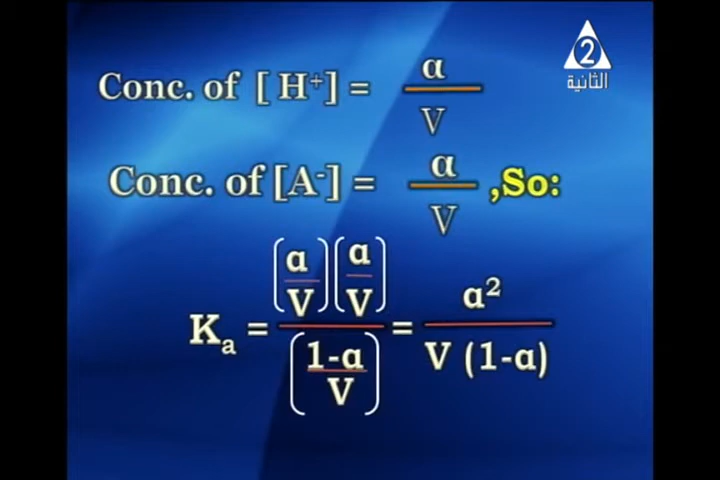 2
الثانية
Conc. of [ H⁺] = α/V
Conc. of [A⁻] = α/V ,So:
Kₐ = (α/V)(α/V)/(1-α/V) = α²/V (1-α)